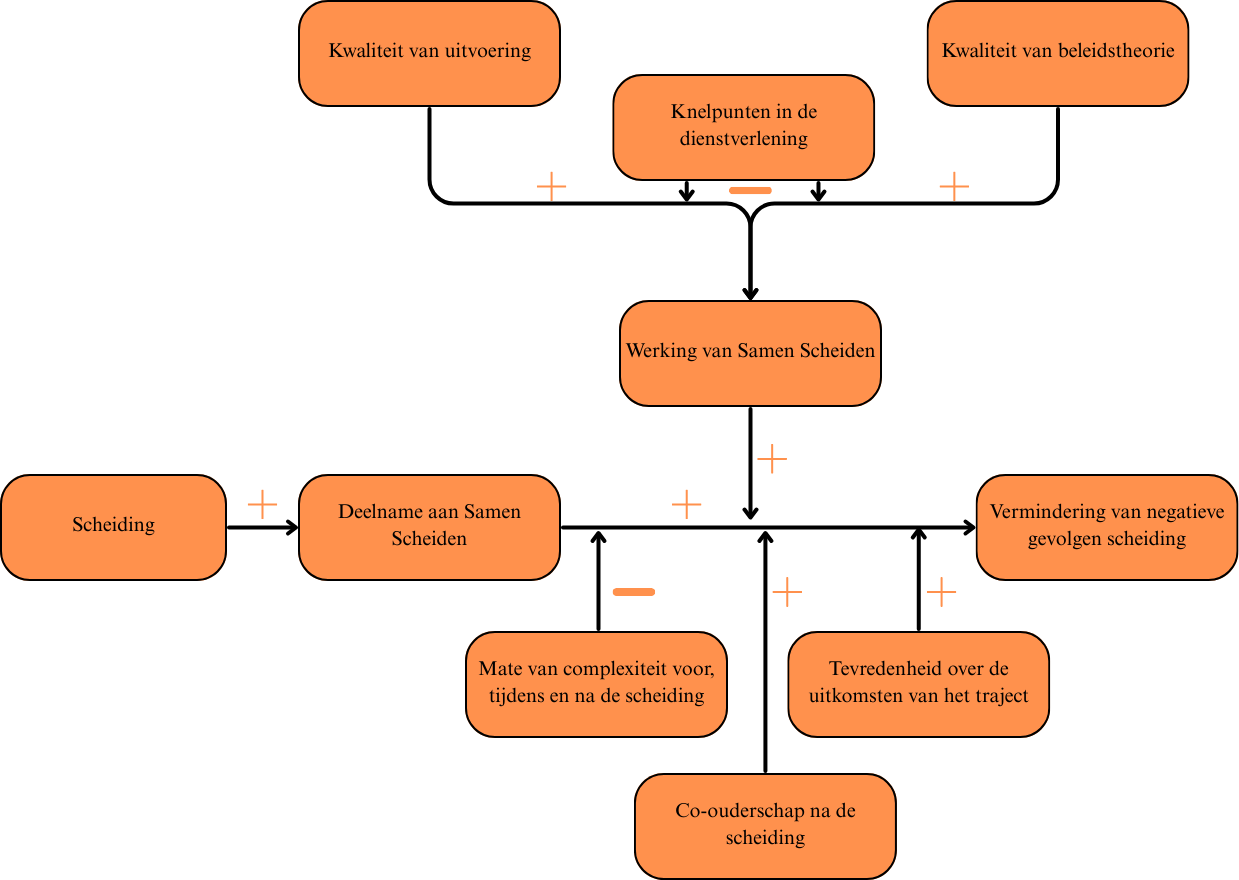 Kwaliteit van uitvoering
Kwaliteit van beleidstheorie
Knelpunten in de
dienstverlening
Werking van Samen Scheiden
Scheiding
Deelname aan Samen
Scheiden
Vermindering van negatieve
gevolgen scheiding
Mate van complexiteit voor,
tijdens en na de scheiding
Tevredenheid over de
uitkomsten van het traject
Co-ouderschap na de
scheiding